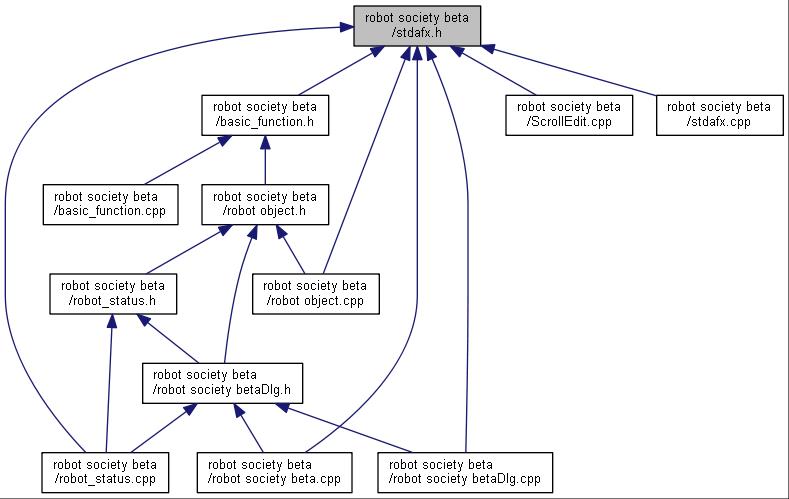 robot society beta
/stdafx.h
robot society beta
/basic_function.h
robot society beta
/ScrollEdit.cpp
robot society beta
/stdafx.cpp
robot society beta
/basic_function.cpp
robot society beta
/robot object.h
robot society beta
/robot_status.h
robot society beta
/robot object.cpp
robot society beta
/robot society betaDlg.h
robot society beta
/robot_status.cpp
robot society beta
/robot society beta.cpp
robot society beta
/robot society betaDlg.cpp